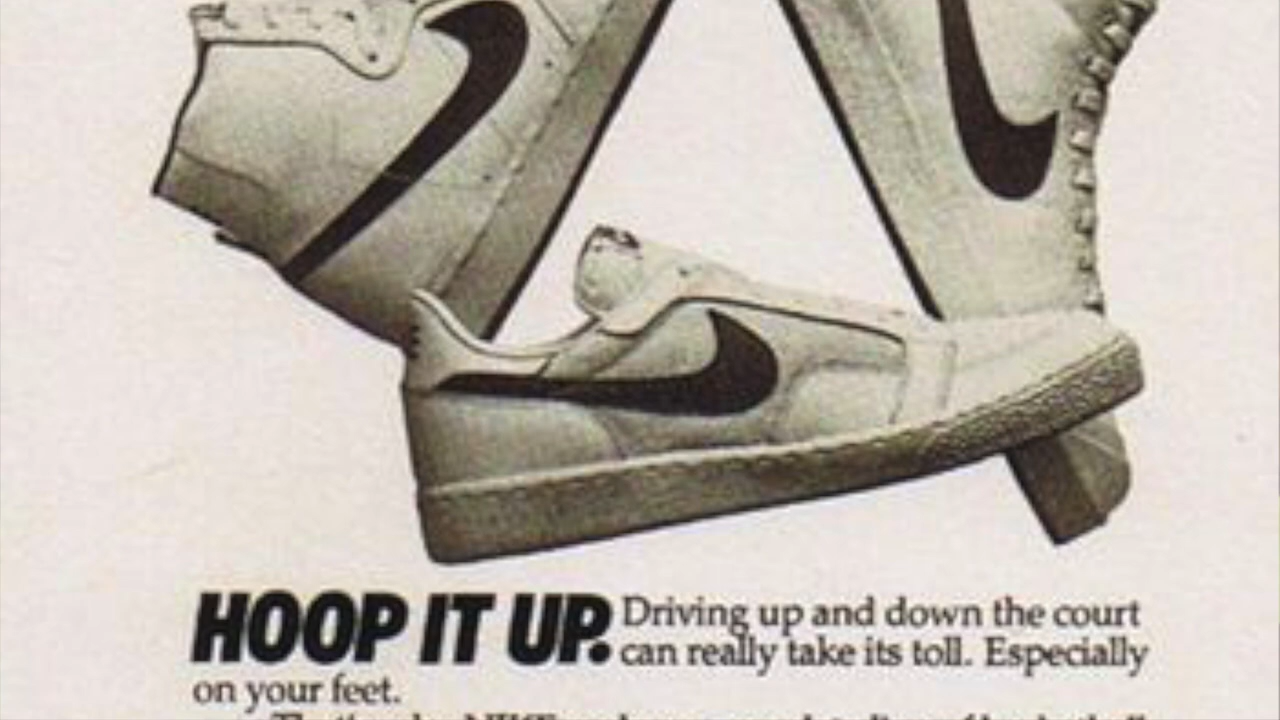 HOOP IT UP. Driving up and down the court
can really take its toll. Especially
on your feet.